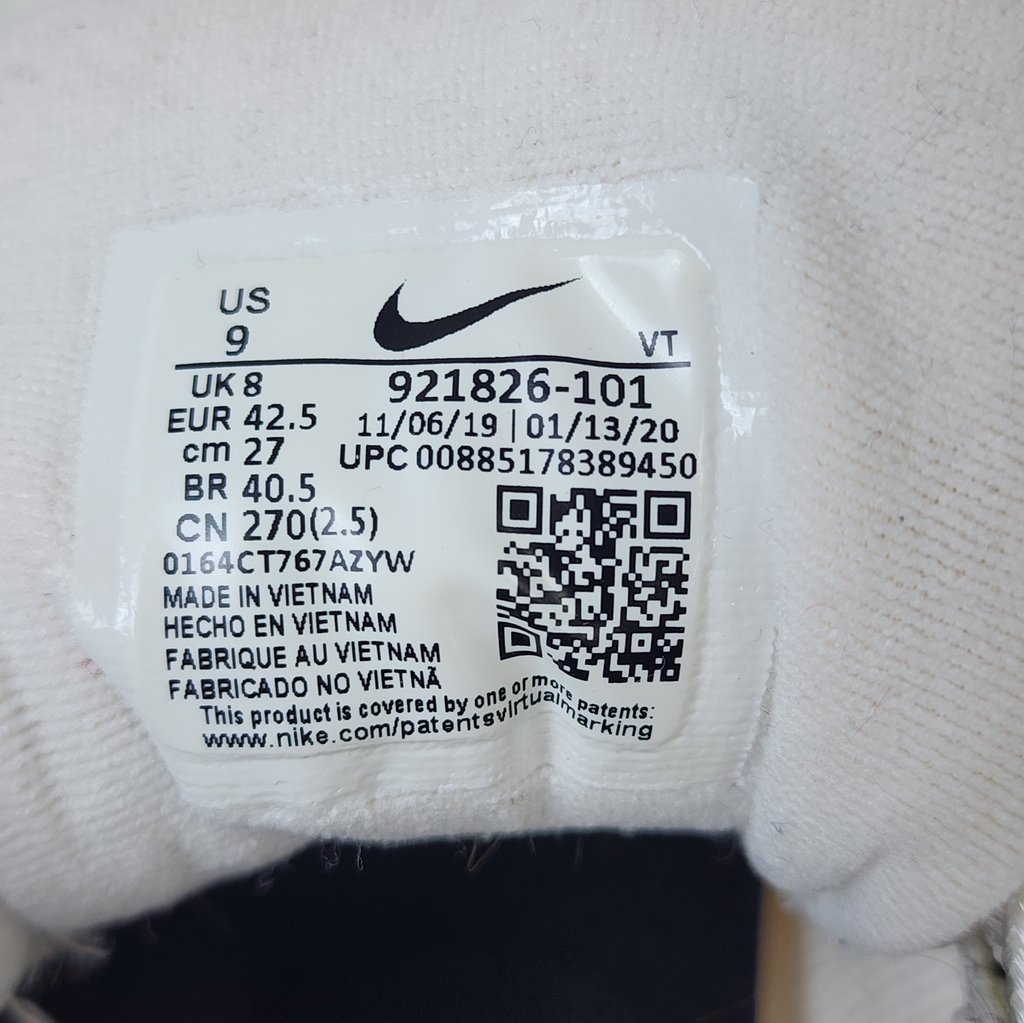 US
9
VT
UK 8
921826-101
EUR 42.5
11/06/19 | 01/13/20
cm 27
UPC 00885178389450
BR 40.5
CN 270(2.5)
0164CT767AZYW
MADE IN VIETNAM
HECHO EN VIETNAM
FABRIQUE AU VIETNAM
FABRICADO NO VIETNÃ
This product is covered by one or more patents:
www.nike.com/patentsvirtualmarking